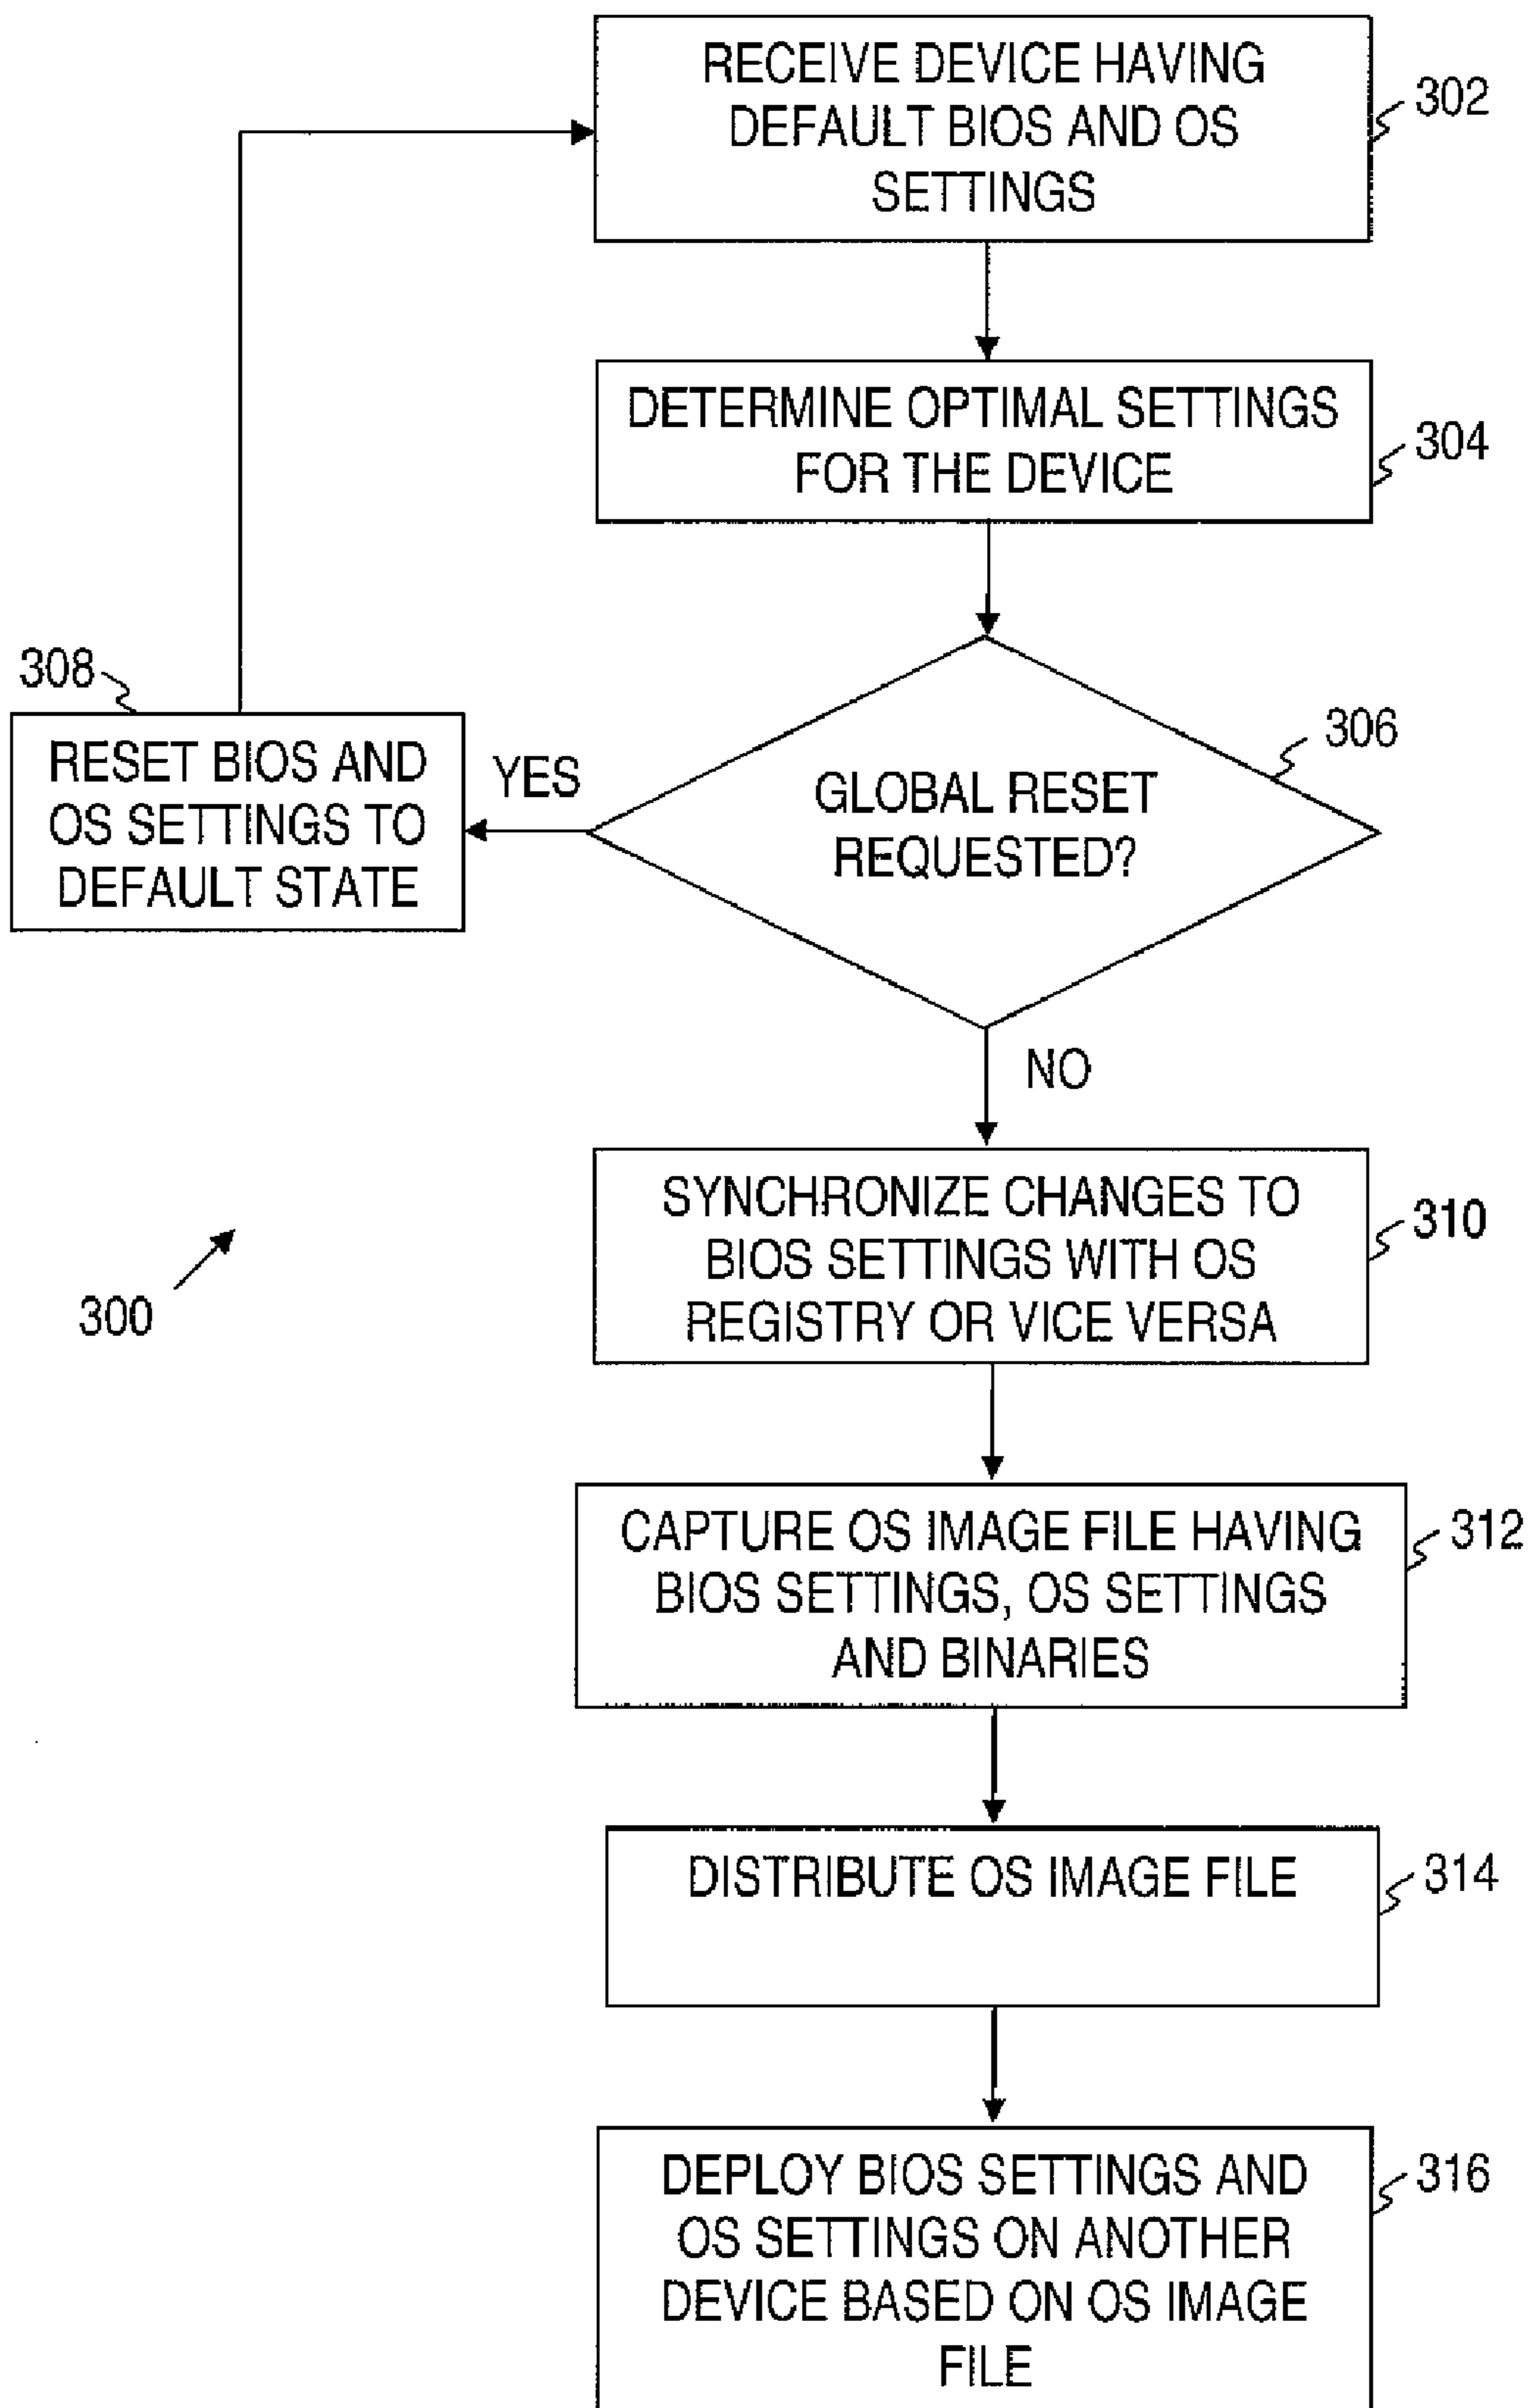 RECEIVE DEVICE HAVING
DEFAULT BIOS AND OS
SETTINGS
302
DETERMINE OPTIMAL SETTINGS
FOR THE DEVICE
304
308
RESET BIOS AND
OS SETTINGS TO
DEFAULT STATE
YES
GLOBAL RESET
REQUESTED?
306
NO
SYNCHRONIZE CHANGES TO
BIOS SETTINGS WITH OS
REGISTRY OR VICE VERSA
310
300
CAPTURE OS IMAGE FILE HAVING
BIOS SETTINGS, OS SETTINGS
AND BINARIES
312
DISTRIBUTE OS IMAGE FILE
314
DEPLOY BIOS SETTINGS AND
OS SETTINGS ON ANOTHER
DEVICE BASED ON OS IMAGE
FILE
316